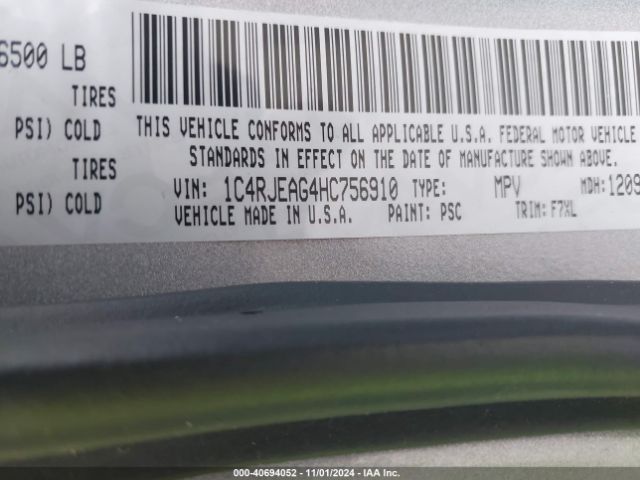 6500 LB
TIRES
PSI) COLD
TIRES
PSI) COLD
THIS VEHICLE CONFORMS TO ALL APPLICABLE U.S.A. FEDERAL MOTOR VEHICLE
STANDARDS IN EFFECT ON THE DATE OF MANUFACTURE SHOWN ABOVE.
VIN: 1C4RJEAG4HC756910 TYPE: MPV MDH:1209
VEHICLE MADE IN U.S.A. PAINT: PSC TRIM: F7XL
000-40694052 - 11/01/2024 - IAA Inc.